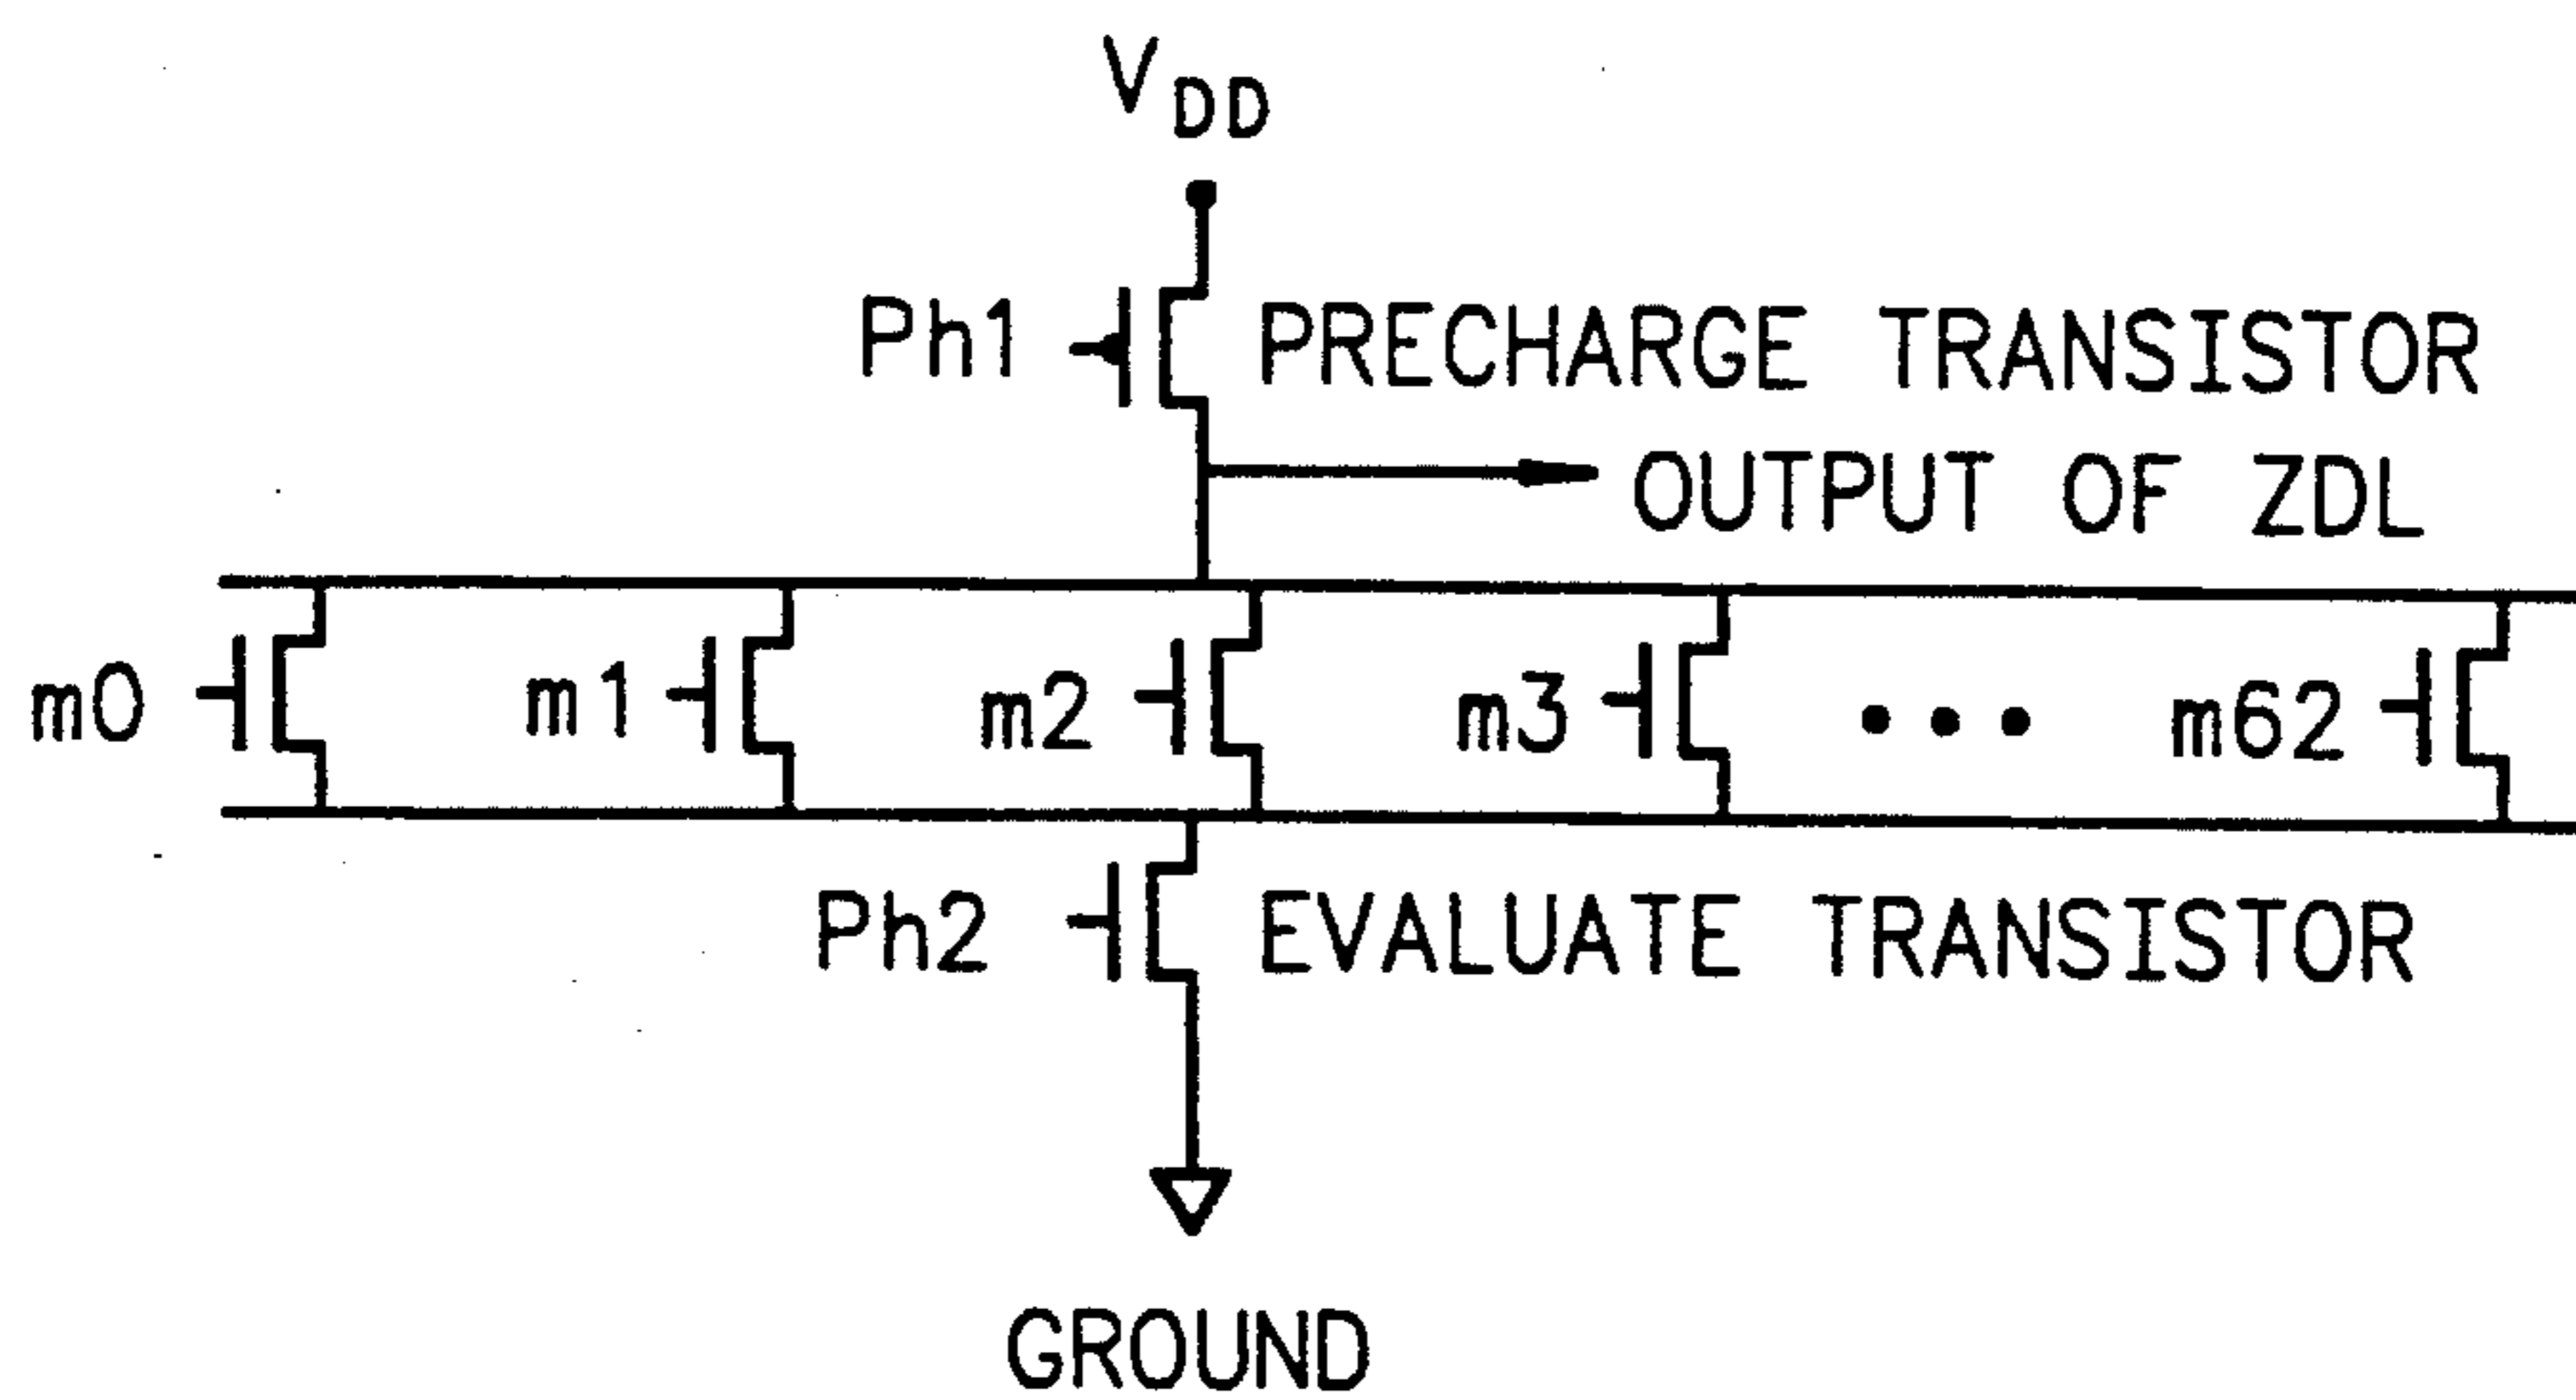 VDD
Ph1 PRECHARGE TRANSISTOR
OUTPUT OF ZDL
m0 m1 m2 m3 ••• m62
Ph2 EVALUATE TRANSISTOR
GROUND